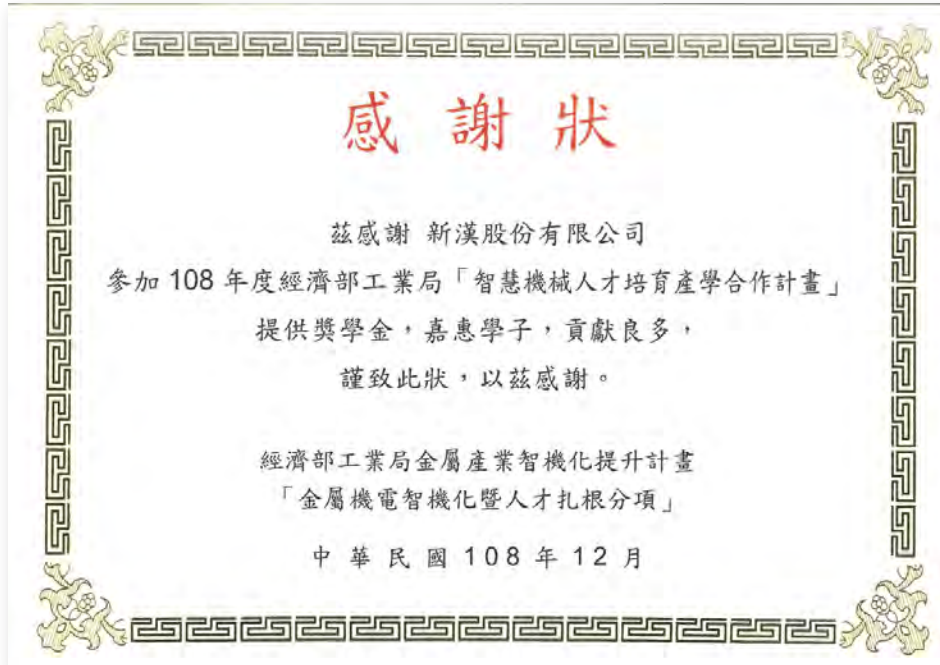 感謝狀
茲感謝 新漢股份有限公司
參加 108 年度經濟部工業局「智慧機械人才培育產學合作計畫」
提供獎學金，嘉惠學子，貢獻良多，
謹致此狀，以茲感謝。
經濟部工業局金屬產業智機化提升計畫
「金屬機電智機化暨人才扎根分項」
中華民國 108 年 12 月